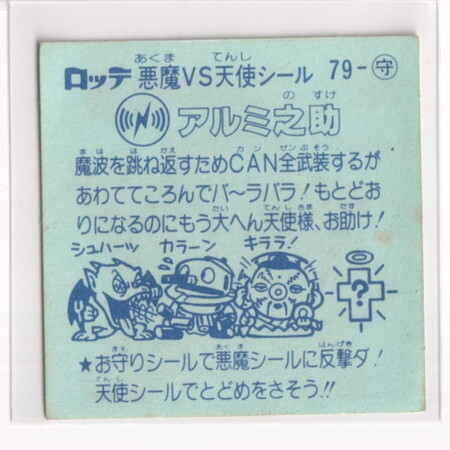 ロッテ 悪魔VS天使シール 79-守
アルミ之助
魔波を跳ね返すためCAN全武装するが
あわててころんでバ〜ラバラ!もとどお
りになるのにもう大へん天使様、お助け!
シュハーッ カラーン キララ!
?
★お守りシールで悪魔シールに反撃ダ!
天使シールでとどめをさそう!!